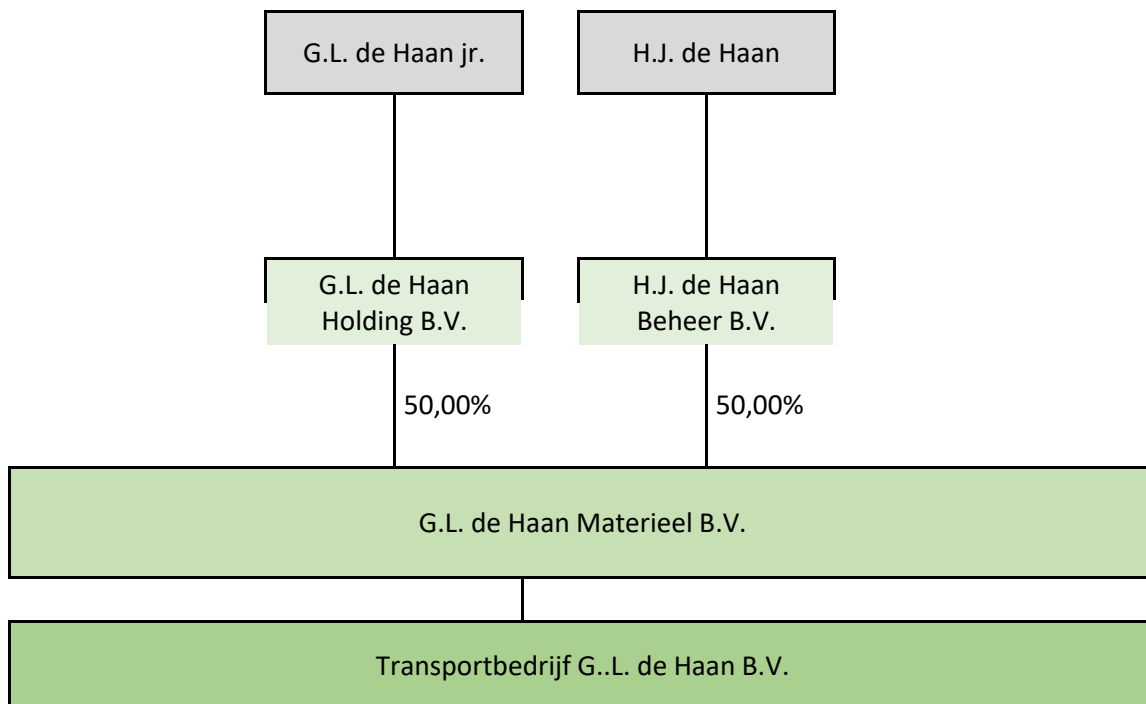 G.L. de Haan jr.
H.J. de Haan
G.L. de Haan
Holding B.V.
H.J. de Haan
Beheer B.V.
50,00%
50,00%
G.L. de Haan Materieel B.V.
Transportbedrijf G..L. de Haan B.V.